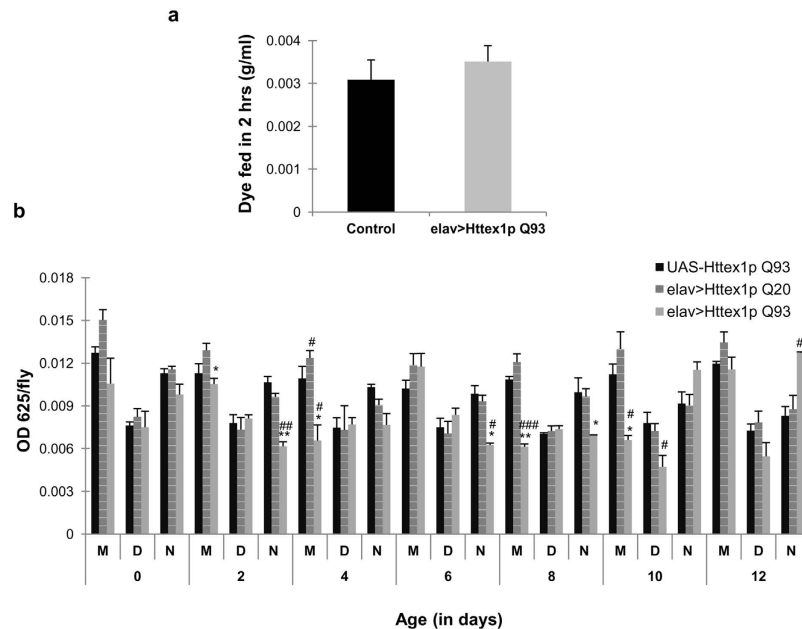 a
Dye fed in 2 hrs (g/ml)
0.004
0.003
0.002
0.001
0
Control
elav>Httex1p Q93
b
UAS-Httex1p Q93
elav>Httex1p Q20
elav>Httex1p Q93
OD 625/fly
0.018
0.015
0.012
0.009
0.006
0.003
0
*
##
**
#
#
*
#
*
###
**
*
#
*
#
#
M D N M D N M D N M D N M D N M D N M D N
0 2 4 6 8 10 12
Age (in days)